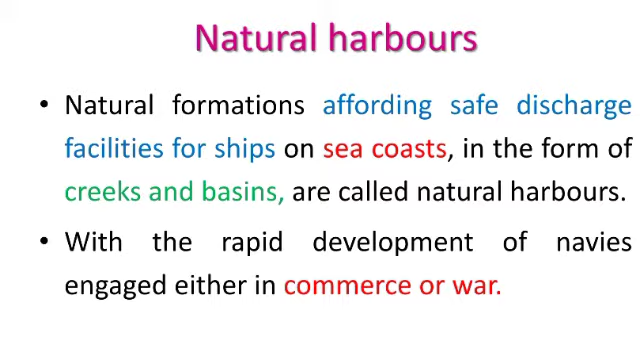 Natural harbours
• Natural formations affording safe discharge
facilities for ships on sea coasts, in the form of
creeks and basins, are called natural harbours.
• With the rapid development of navies
engaged either in commerce or war.